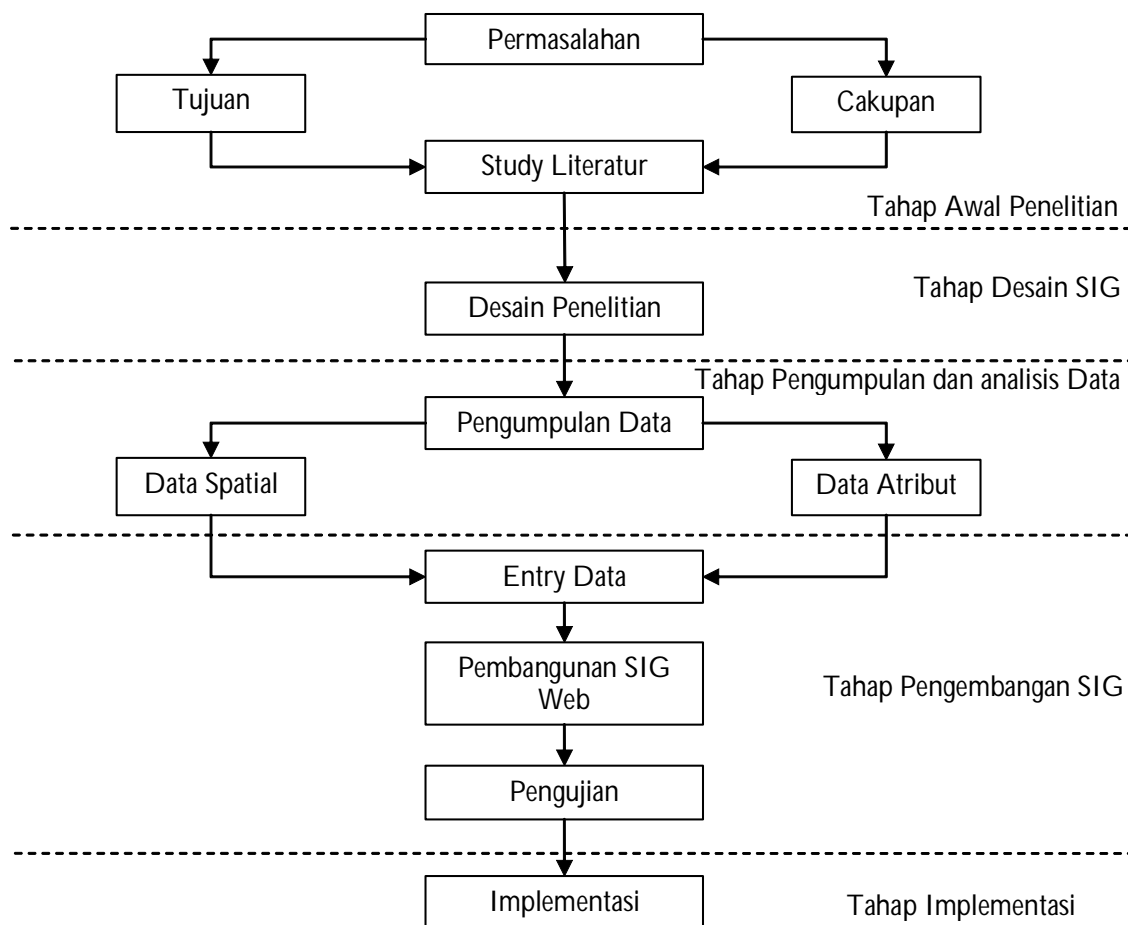 Permasalahan
Tujuan
Cakupan
Study Literatur
Tahap Awal Penelitian
Tahap Desain SIG
Desain Penelitian
Tahap Pengumpulan dan analisis Data
Pengumpulan Data
Data Spatial
Data Atribut
Entry Data
Pembangunan SIG
Web
Tahap Pengembangan SIG
Pengujian
Implementasi
Tahap Implementasi